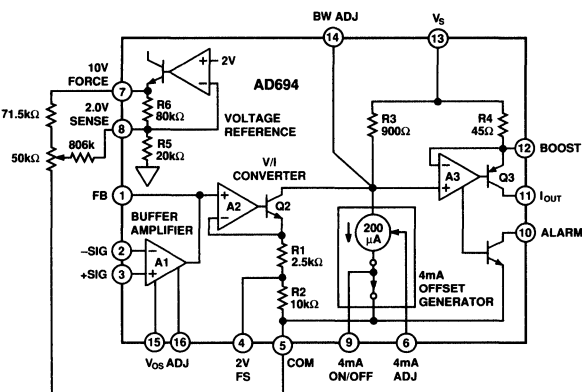 BW ADJ
V_S
14
13
10V
FORCE
7
2V
AD694
R6
80kΩ
VOLTAGE
REFERENCE
71.5kΩ
2.0V
SENSE
8
806k
R5
20kΩ
50kΩ
R3
900Ω
R4
45Ω
12
BOOST
V/I
CONVERTER
FB
1
A2
Q2
A3
Q3
11
I_OUT
BUFFER
AMPLIFIER
200
µA
10
ALARM
–SIG
2
+SIG
3
A1
R1
2.5kΩ
R2
10kΩ
4mA
OFFSET
GENERATOR
15
16
4
5
9
6
V_OS ADJ
2V
FS
COM
4mA
ON/OFF
4mA
ADJ